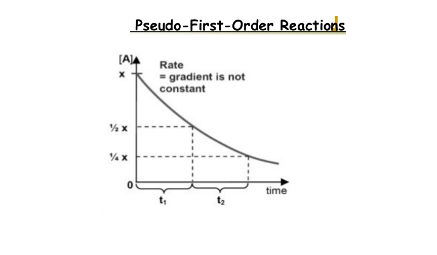 Pseudo-First-Order Reactions
[A]
x
Rate
= gradient is not
constant
½ x
¼ x
0
time
t₁
t₂